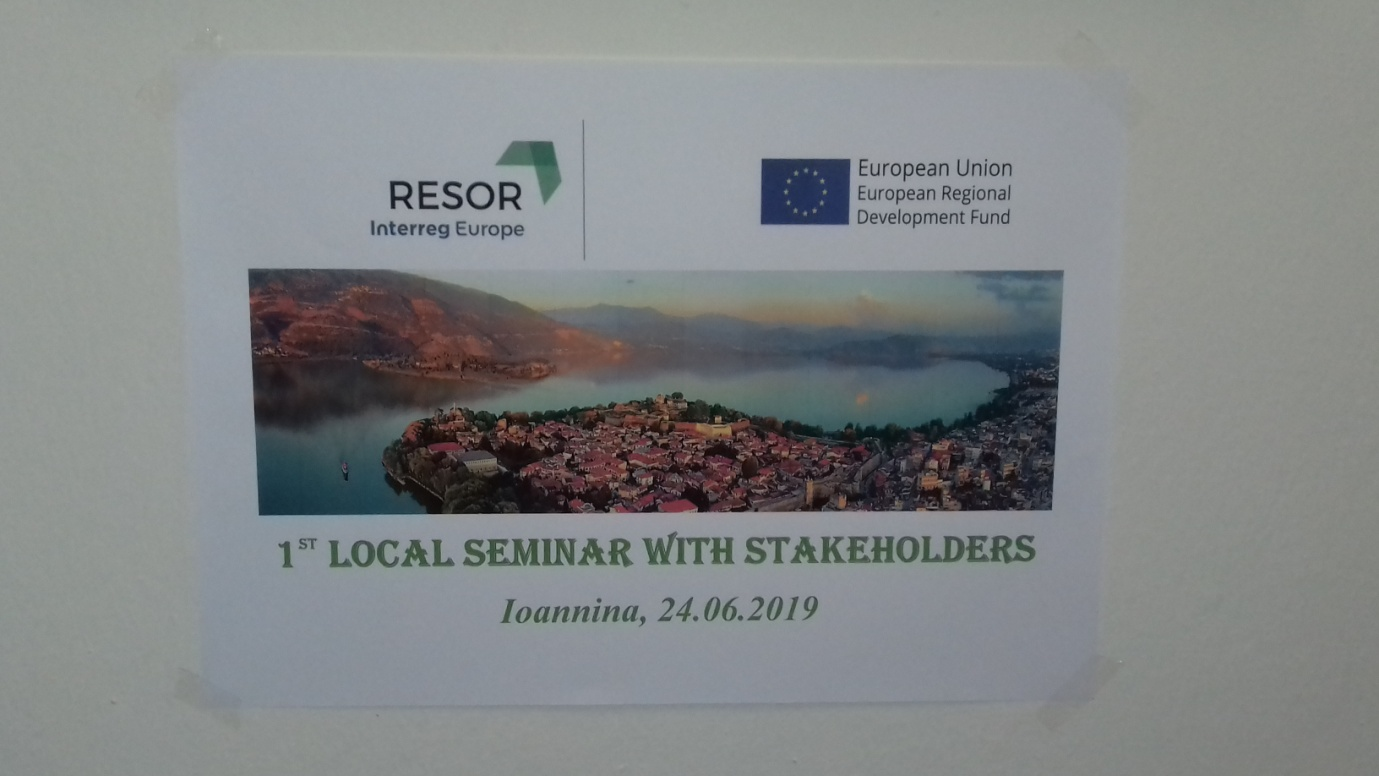 RESOR
Interreg Europe
European Union
European Regional
Development Fund
1ST LOCAL SEMINAR WITH STAKEHOLDERS
Ioannina, 24.06.2019